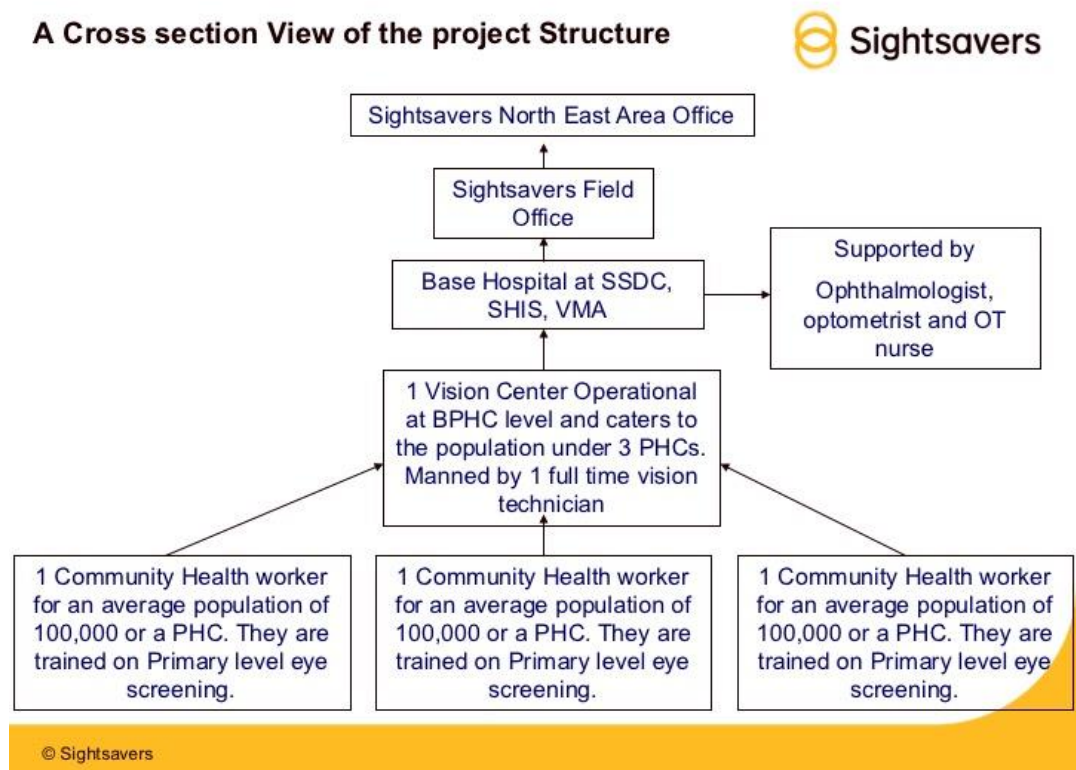 A Cross section View of the project Structure
Sightsavers
Sightsavers North East Area Office
Sightsavers Field
Office
Base Hospital at SSDC,
SHIS, VMA
Supported by
Ophthalmologist,
optometrist and OT
nurse
1 Vision Center Operational
at BPHC level and caters to
the population under 3 PHCs.
Manned by 1 full time vision
technician
1 Community Health worker
for an average population of
100,000 or a PHC. They are
trained on Primary level eye
screening.
1 Community Health worker
for an average population of
100,000 or a PHC. They are
trained on Primary level eye
screening.
1 Community Health worker
for an average population of
100,000 or a PHC. They are
trained on Primary level eye
screening.
© Sightsavers